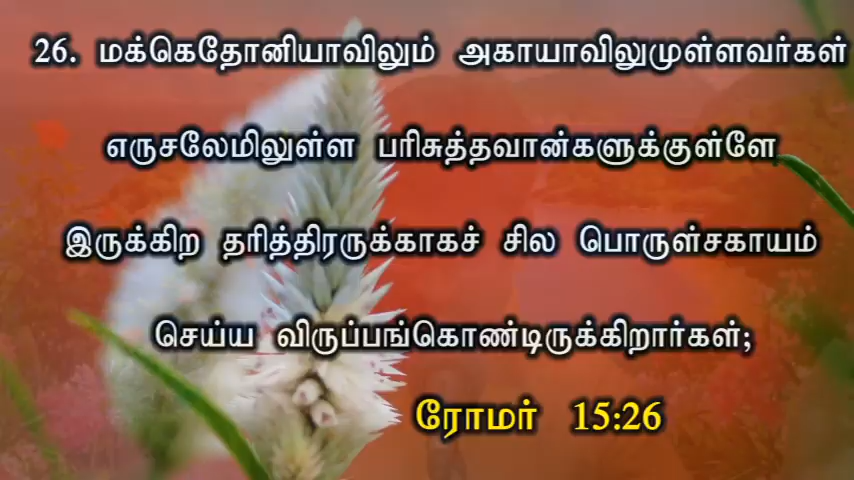 26. மக்கெதோனியாவிலும் அகாயாவிலுமுள்ளவர்கள்
எருசலேமிலுள்ள பரிசுத்தவான்களுக்குள்ளே
இருக்கிற தரித்திரருக்காகச் சில பொருள்சகாயம்
செய்ய விருப்பங்கொண்டிருக்கிறார்கள்;
ரோமர் 15:26